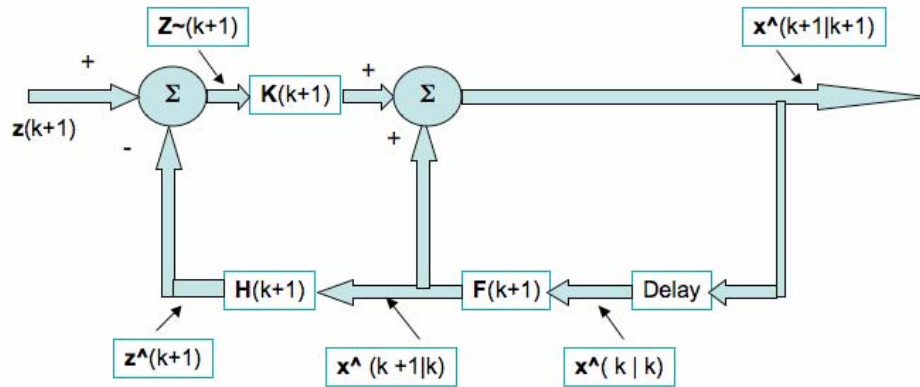 Z~(k+1)
x^(k+1|k+1)
+
Σ
K(k+1)
+
Σ
z(k+1)
-
+
H(k+1)
F(k+1)
Delay
z^(k+1)
x^ (k +1|k)
x^( k | k)